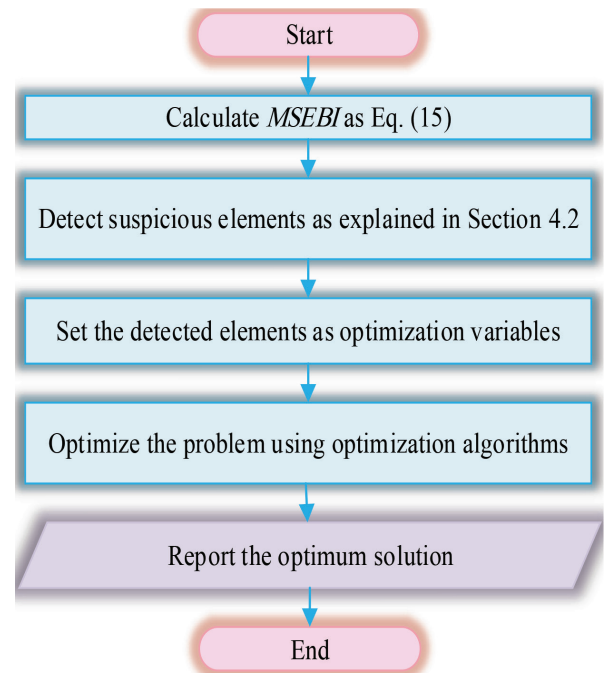 Start
Calculate MSEBI as Eq. (15)
Detect suspicious elements as explained in Section 4.2
Set the detected elements as optimization variables
Optimize the problem using optimization algorithms
Report the optimum solution
End